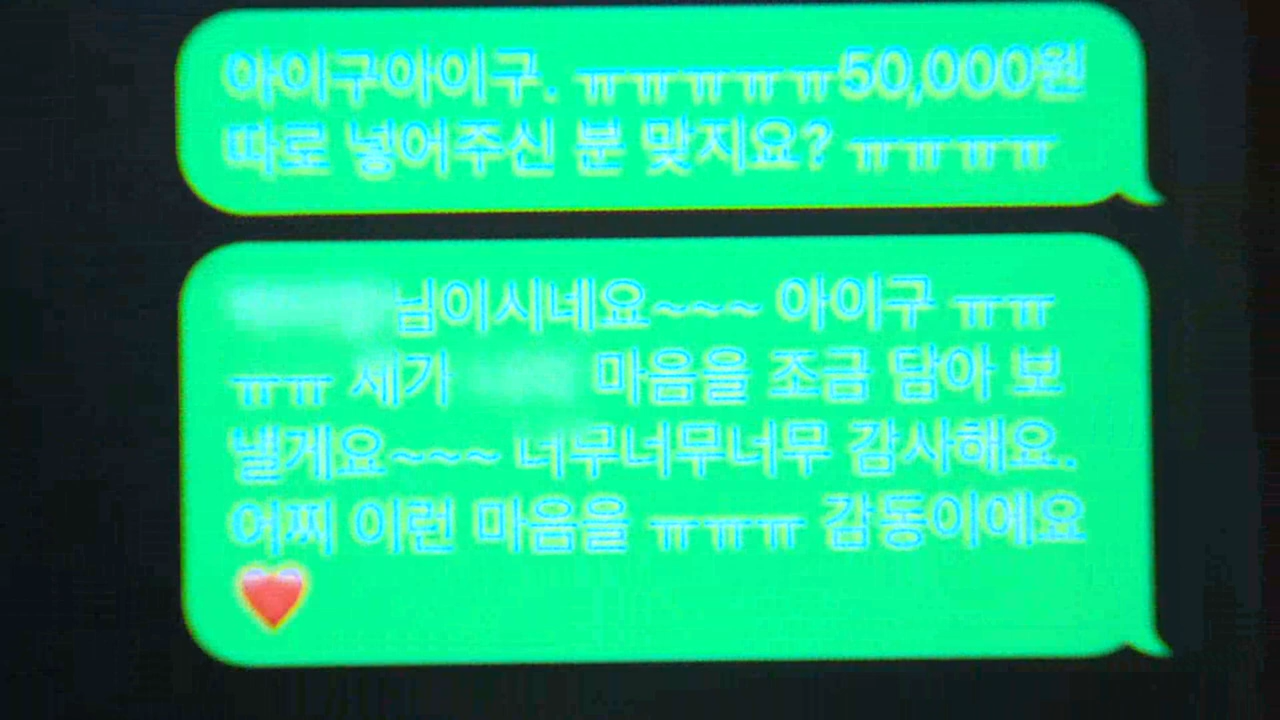 아이구아이구. ㅠㅠㅠㅠㅠ50,000원
따로 넣어주신 분 맞지요? ㅠㅠㅠㅠ
님이시네요~~~ 아이구 ㅠㅠ
ㅠㅠ 세가 마음을 조금 담아 보
낼게요~~~ 너무너무너무 감사해요.
어찌 이런 마음을 ㅠㅠㅠ 감동이에요
❤️